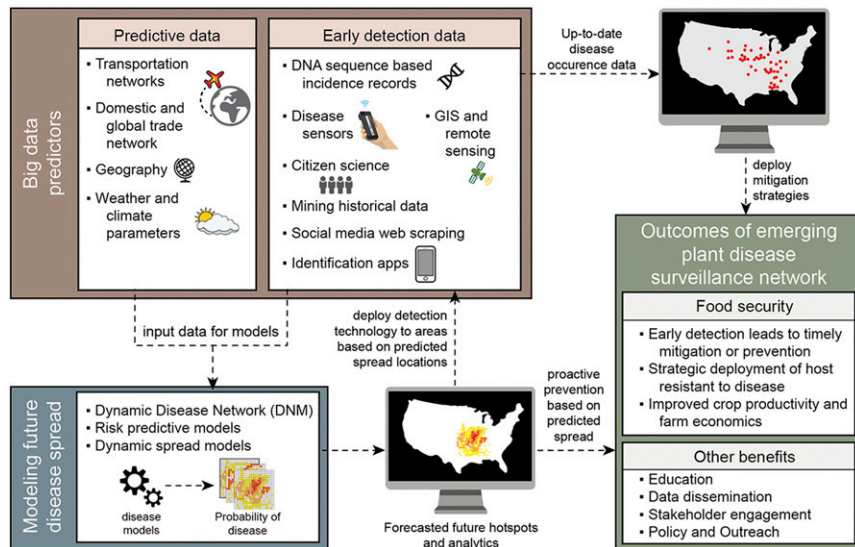 Big data
predictors
Predictive data
▪ Transportation
networks
▪ Domestic and
global trade
network
▪ Geography
▪ Weather and
climate
parameters
Early detection data
▪ DNA sequence based
incidence records
▪ Disease
sensors
▪ GIS and
remote
sensing
▪ Citizen science
▪ Mining historical data
▪ Social media web scraping
▪ Identification apps
Up-to-date
disease
occurence data
deploy
mitigation
strategies
input data for models
deploy detection
technology to areas
based on predicted
spread locations
Modeling future
disease spread
▪ Dynamic Disease Network (DNM)
▪ Risk predictive models
▪ Dynamic spread models
disease
models
Probability of
disease
Forecasted future hotspots
and analytics
proactive
prevention
based on
predicted
spread
Outcomes of emerging
plant disease
surveillance network
Food security
▪ Early detection leads to timely
mitigation or prevention
▪ Strategic deployment of host
resistant to disease
▪ Improved crop productivity and
farm economics
Other benefits
▪ Education
▪ Data dissemination
▪ Stakeholder engagement
▪ Policy and Outreach